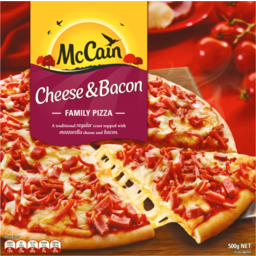 McCain
Cheese & Bacon
FAMILY PIZZA
A traditional regular crust topped with
mozzarella cheese and bacon.
500g NET